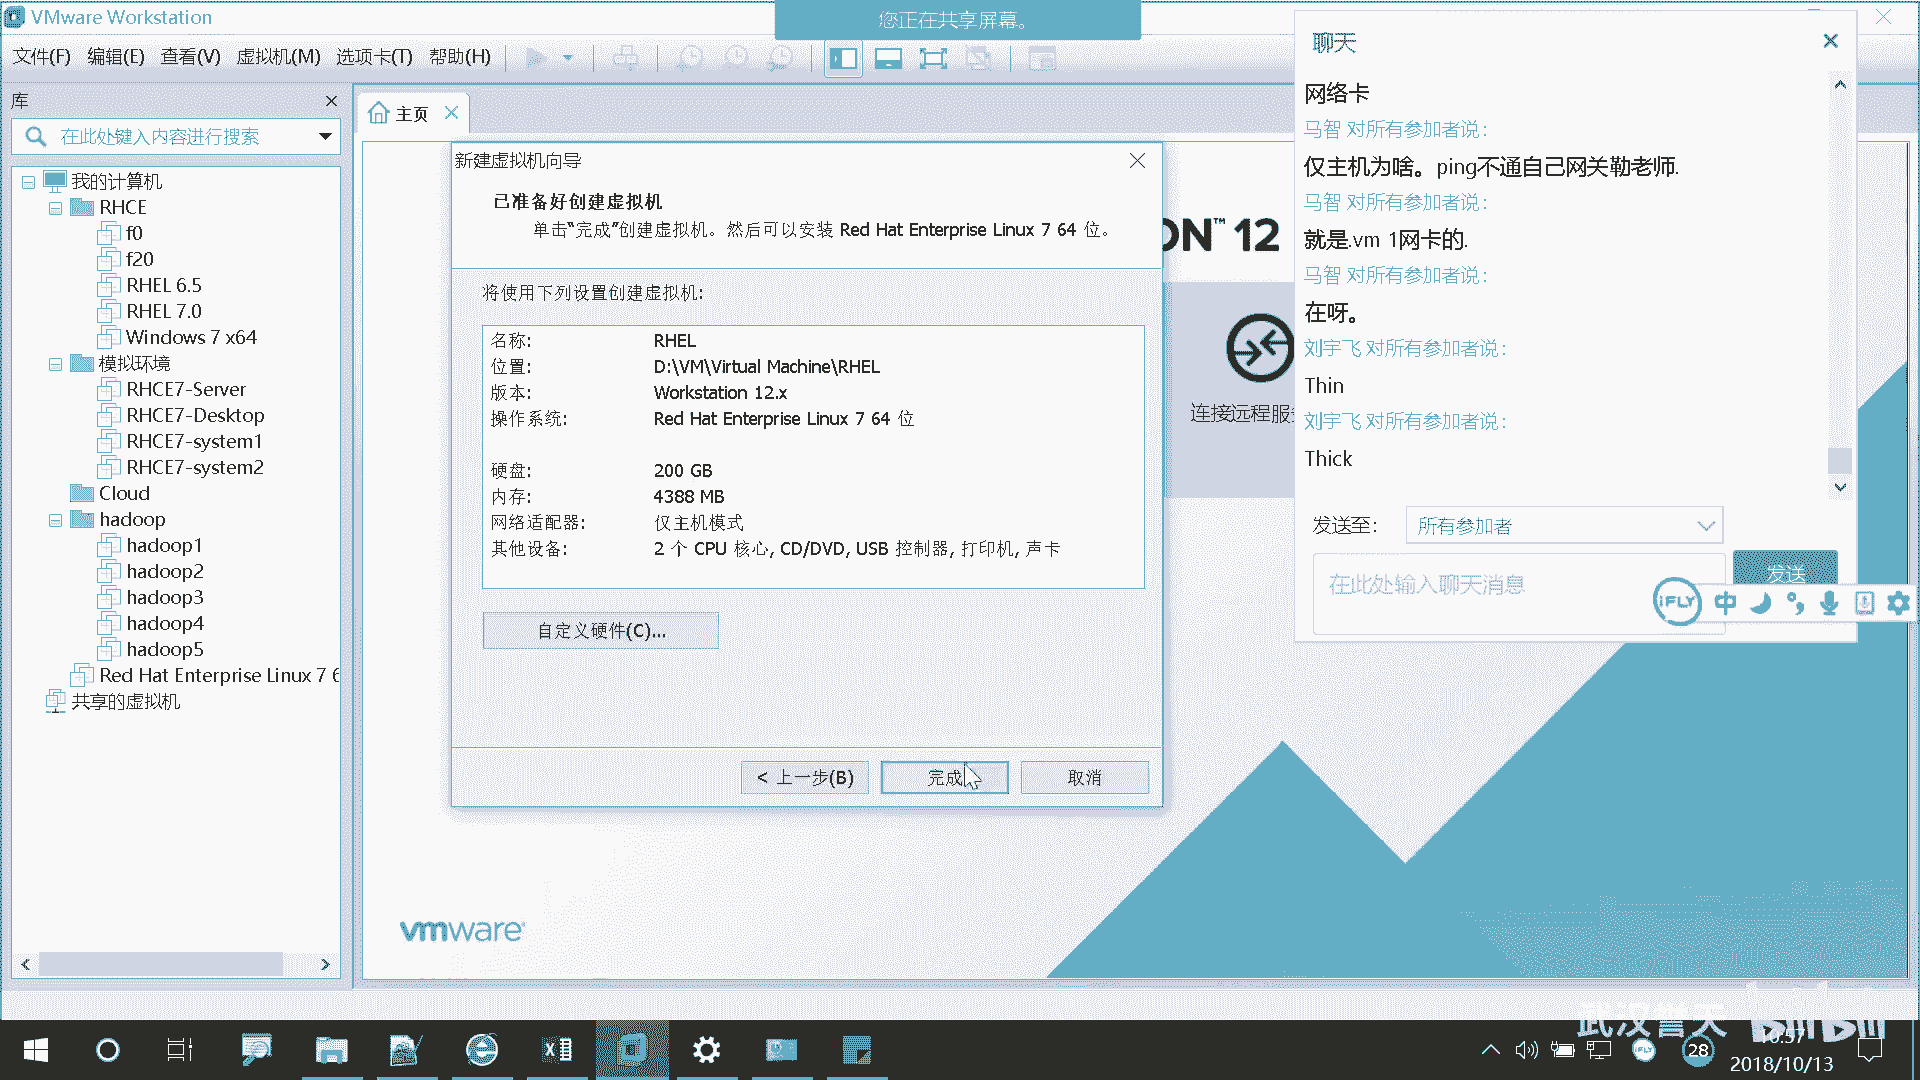 VMware Workstation
您正在共享屏幕。
文件(F) 编辑(E) 查看(V) 虚拟机(M) 选项卡(T) 帮助(H)
库
在此处键入内容进行搜索
我的计算机
RHCE
f0
f20
RHEL 6.5
RHEL 7.0
Windows 7 x64
模拟环境
RHCE7-Server
RHCE7-Desktop
RHCE7-system1
RHCE7-system2
Cloud
hadoop
hadoop1
hadoop2
hadoop3
hadoop4
hadoop5
Red Hat Enterprise Linux 7 6
共享的虚拟机
主页
ON™ 12
连接远程服
vmware
新建虚拟机向导
已准备好创建虚拟机
单击“完成”创建虚拟机。然后可以安装 Red Hat Enterprise Linux 7 64 位。
将使用下列设置创建虚拟机:
名称: RHEL
位置: D:\VM\Virtual Machine\RHEL
版本: Workstation 12.x
操作系统: Red Hat Enterprise Linux 7 64 位
硬盘: 200 GB
内存: 4388 MB
网络适配器: 仅主机模式
其他设备: 2 个 CPU 核心, CD/DVD, USB 控制器, 打印机, 声卡
自定义硬件(C)...
< 上一步(B) 完成 取消
聊天
网络卡
马智 对所有参加者说:
仅主机为啥。ping不通自己网关勒老师.
马智 对所有参加者说:
就是.vm 1网卡的.
马智 对所有参加者说:
在呀。
刘宇飞 对所有参加者说:
Thin
刘宇飞 对所有参加者说:
Thick
发送至: 所有参加者
在此处输入聊天消息
发送
iFLY 中
武汉誉天 bilibili
28
16:57
2018/10/13